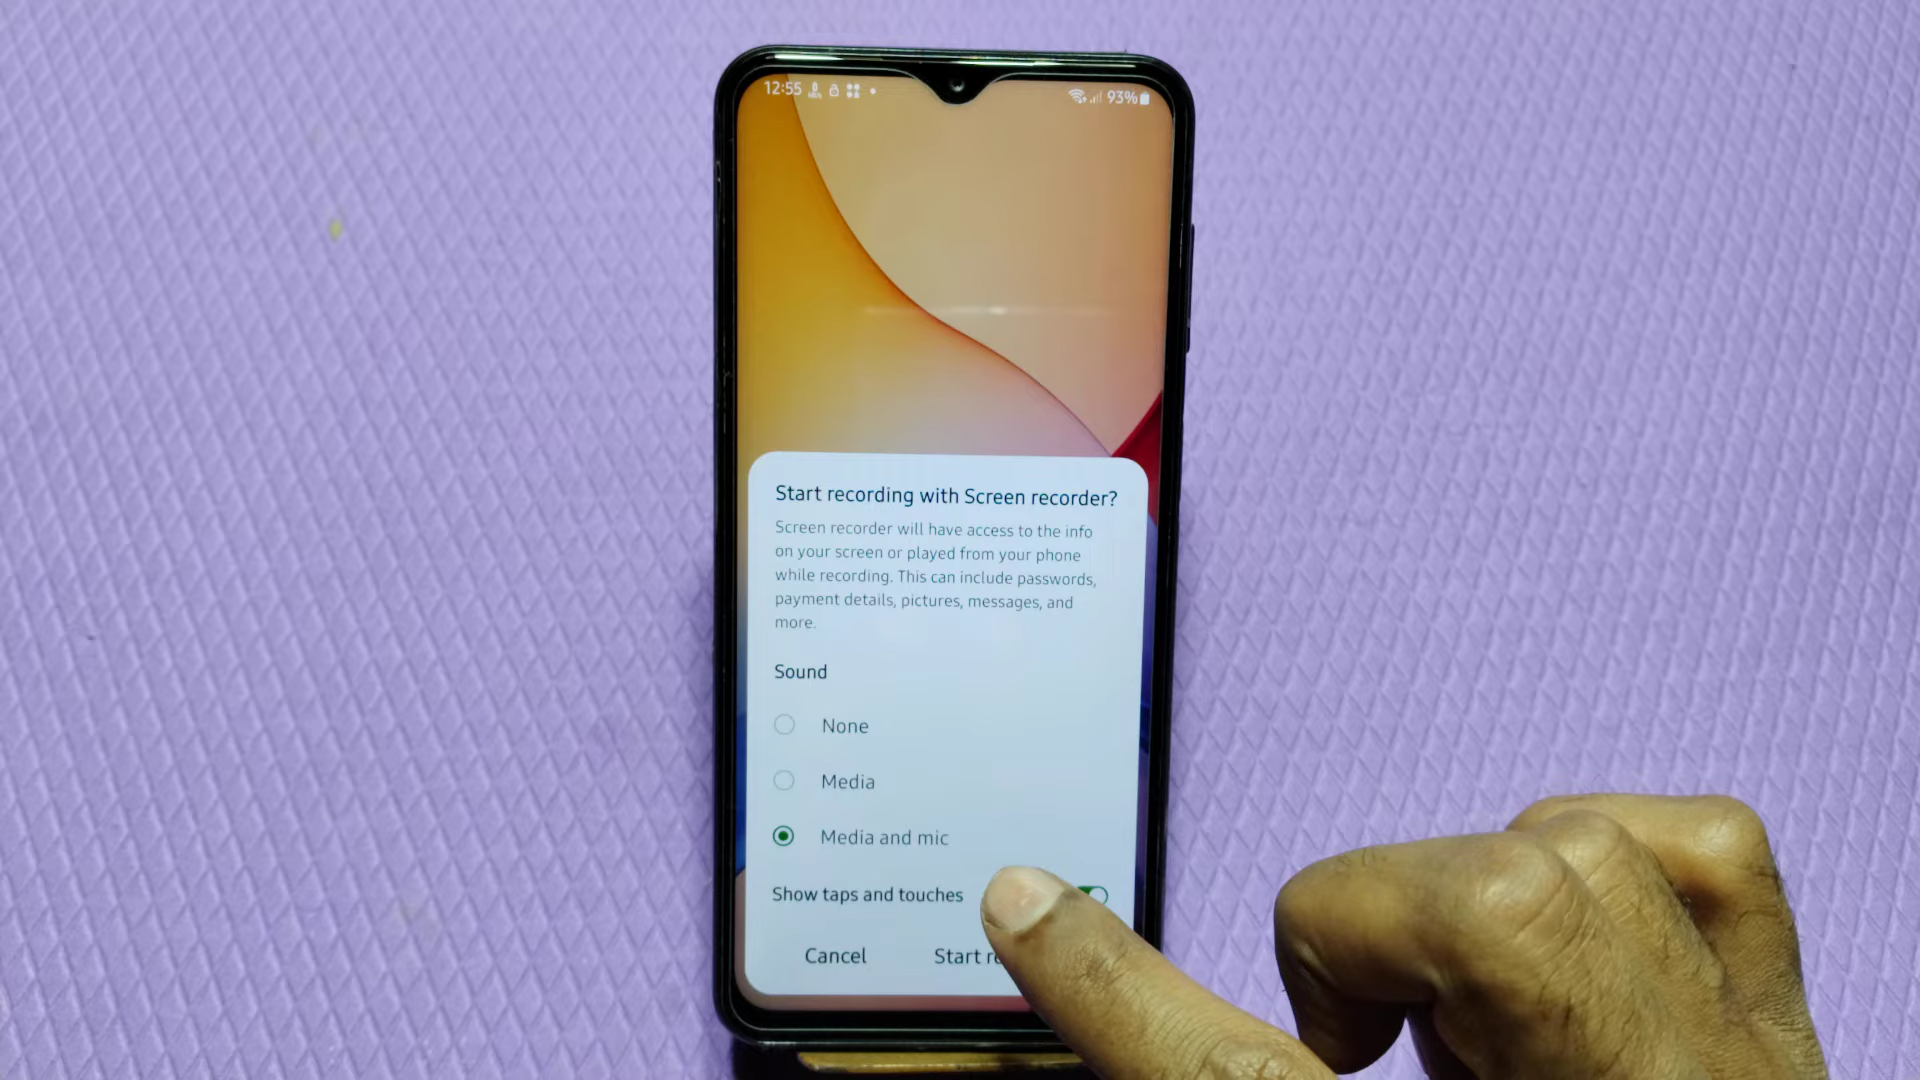 12:55
93%
Start recording with Screen recorder?
Screen recorder will have access to the info
on your screen or played from your phone
while recording. This can include passwords,
payment details, pictures, messages, and
more.
Sound
None
Media
Media and mic
Show taps and touches
Cancel Start